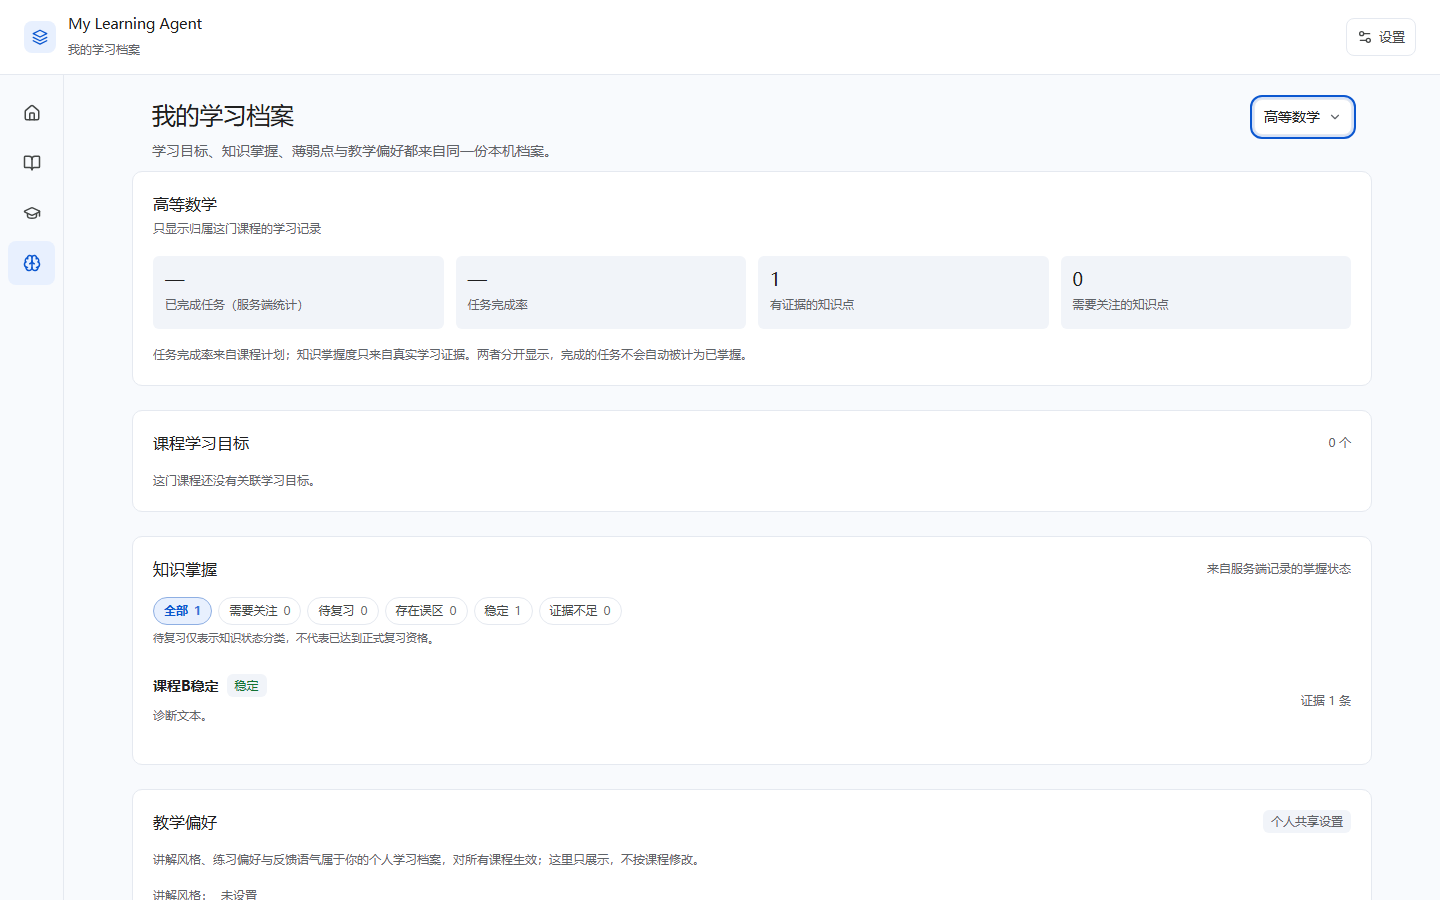 My Learning Agent
我的学习档案
设置
我的学习档案
学习目标、知识掌握、薄弱点与教学偏好都来自同一份本机档案。
高等数学
高等数学
只显示归属这门课程的学习记录
—
已完成任务（服务端统计）
—
任务完成率
1
有证据的知识点
0
需要关注的知识点
任务完成率来自课程计划；知识掌握度只来自真实学习证据。两者分开显示，完成的任务不会自动被计为已掌握。
课程学习目标
0 个
这门课程还没有关联学习目标。
知识掌握
来自服务端记录的掌握状态
全部 1
需要关注 0
待复习 0
存在误区 0
稳定 1
证据不足 0
待复习仅表示知识状态分类，不代表已达到正式复习资格。
课程B稳定
稳定
诊断文本。
证据 1 条
教学偏好
个人共享设置
讲解风格、练习偏好与反馈语气属于你的个人学习档案，对所有课程生效；这里只展示，不按课程修改。
讲解风格： 未设置